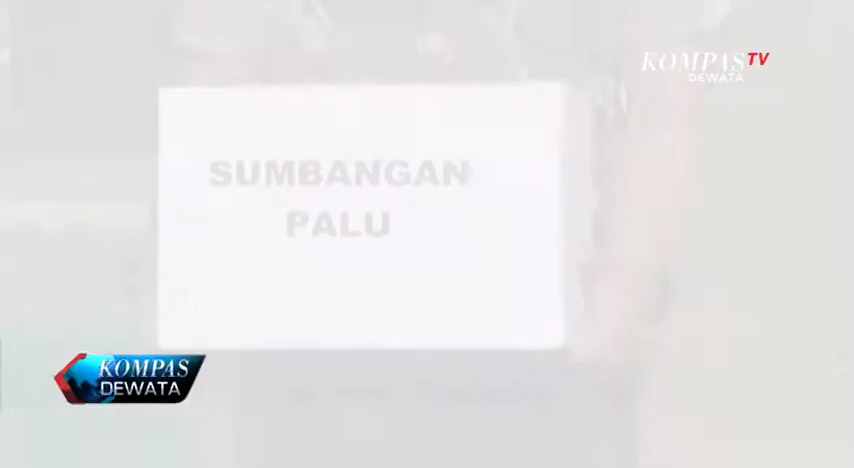 KOMPAS TV
DEWATA
SUMBANGAN
PALU
KOMPAS
DEWATA